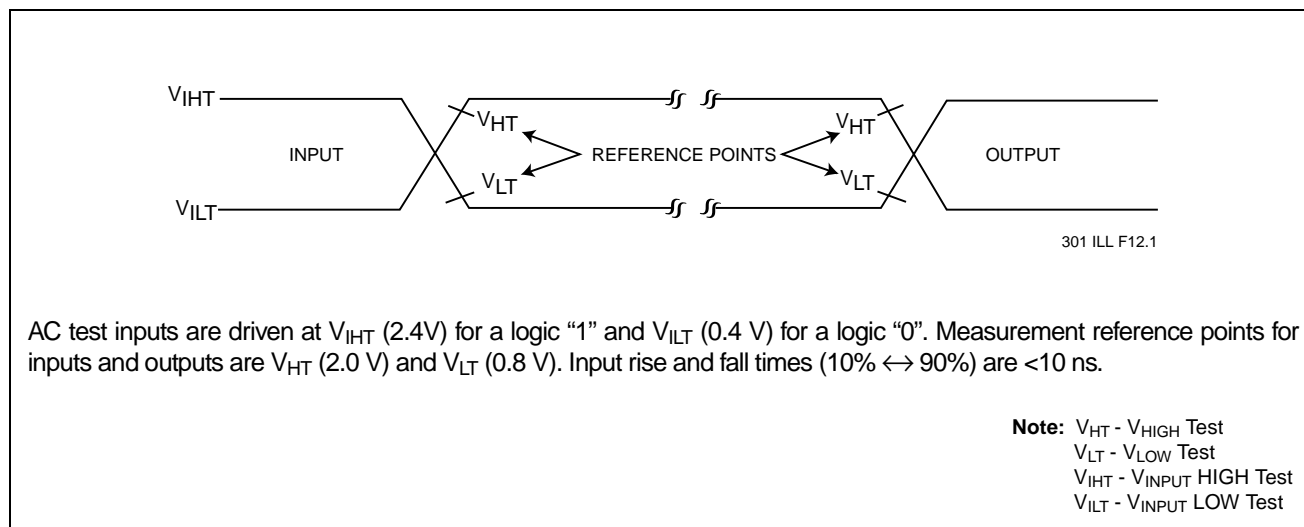 VIHT
VHT
VHT
INPUT
REFERENCE POINTS
OUTPUT
VLT
VLT
VILT
301 ILL F12.1
AC test inputs are driven at VIHT (2.4V) for a logic “1” and VILT (0.4 V) for a logic “0”. Measurement reference points for
inputs and outputs are VHT (2.0 V) and VLT (0.8 V). Input rise and fall times (10% ↔ 90%) are <10 ns.
Note: VHT - VHIGH Test
VLT - VLOW Test
VIHT - VINPUT HIGH Test
VILT - VINPUT LOW Test